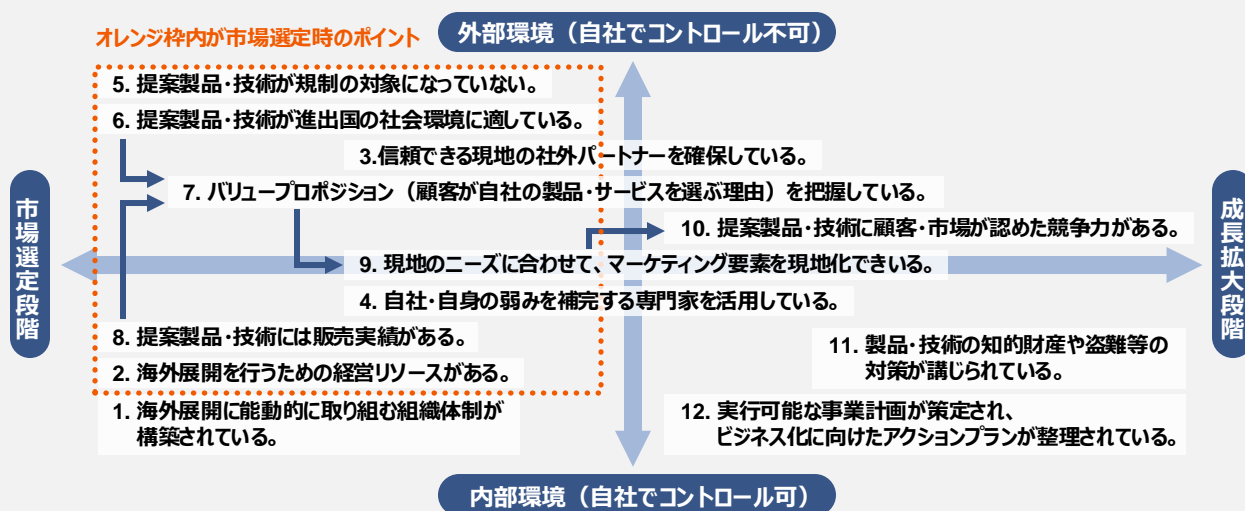 オレンジ枠内が市場選定時のポイント
外部環境（自社でコントロール不可）
5. 提案製品・技術が規制の対象になっていない。
6. 提案製品・技術が進出国の社会環境に適している。
3.信頼できる現地の社外パートナーを確保している。
7. バリュープロポジション（顧客が自社の製品・サービスを選ぶ理由）を把握している。
市場選定段階
成長拡大段階
10. 提案製品・技術に顧客・市場が認めた競争力がある。
9. 現地のニーズに合わせて、マーケティング要素を現地化できいる。
4. 自社・自身の弱みを補完する専門家を活用している。
8. 提案製品・技術には販売実績がある。
2. 海外展開を行うための経営リソースがある。
11. 製品・技術の知的財産や盗難等の
対策が講じられている。
1. 海外展開に能動的に取り組む組織体制が
構築されている。
12. 実行可能な事業計画が策定され、
ビジネス化に向けたアクションプランが整理されている。
内部環境（自社でコントロール可）